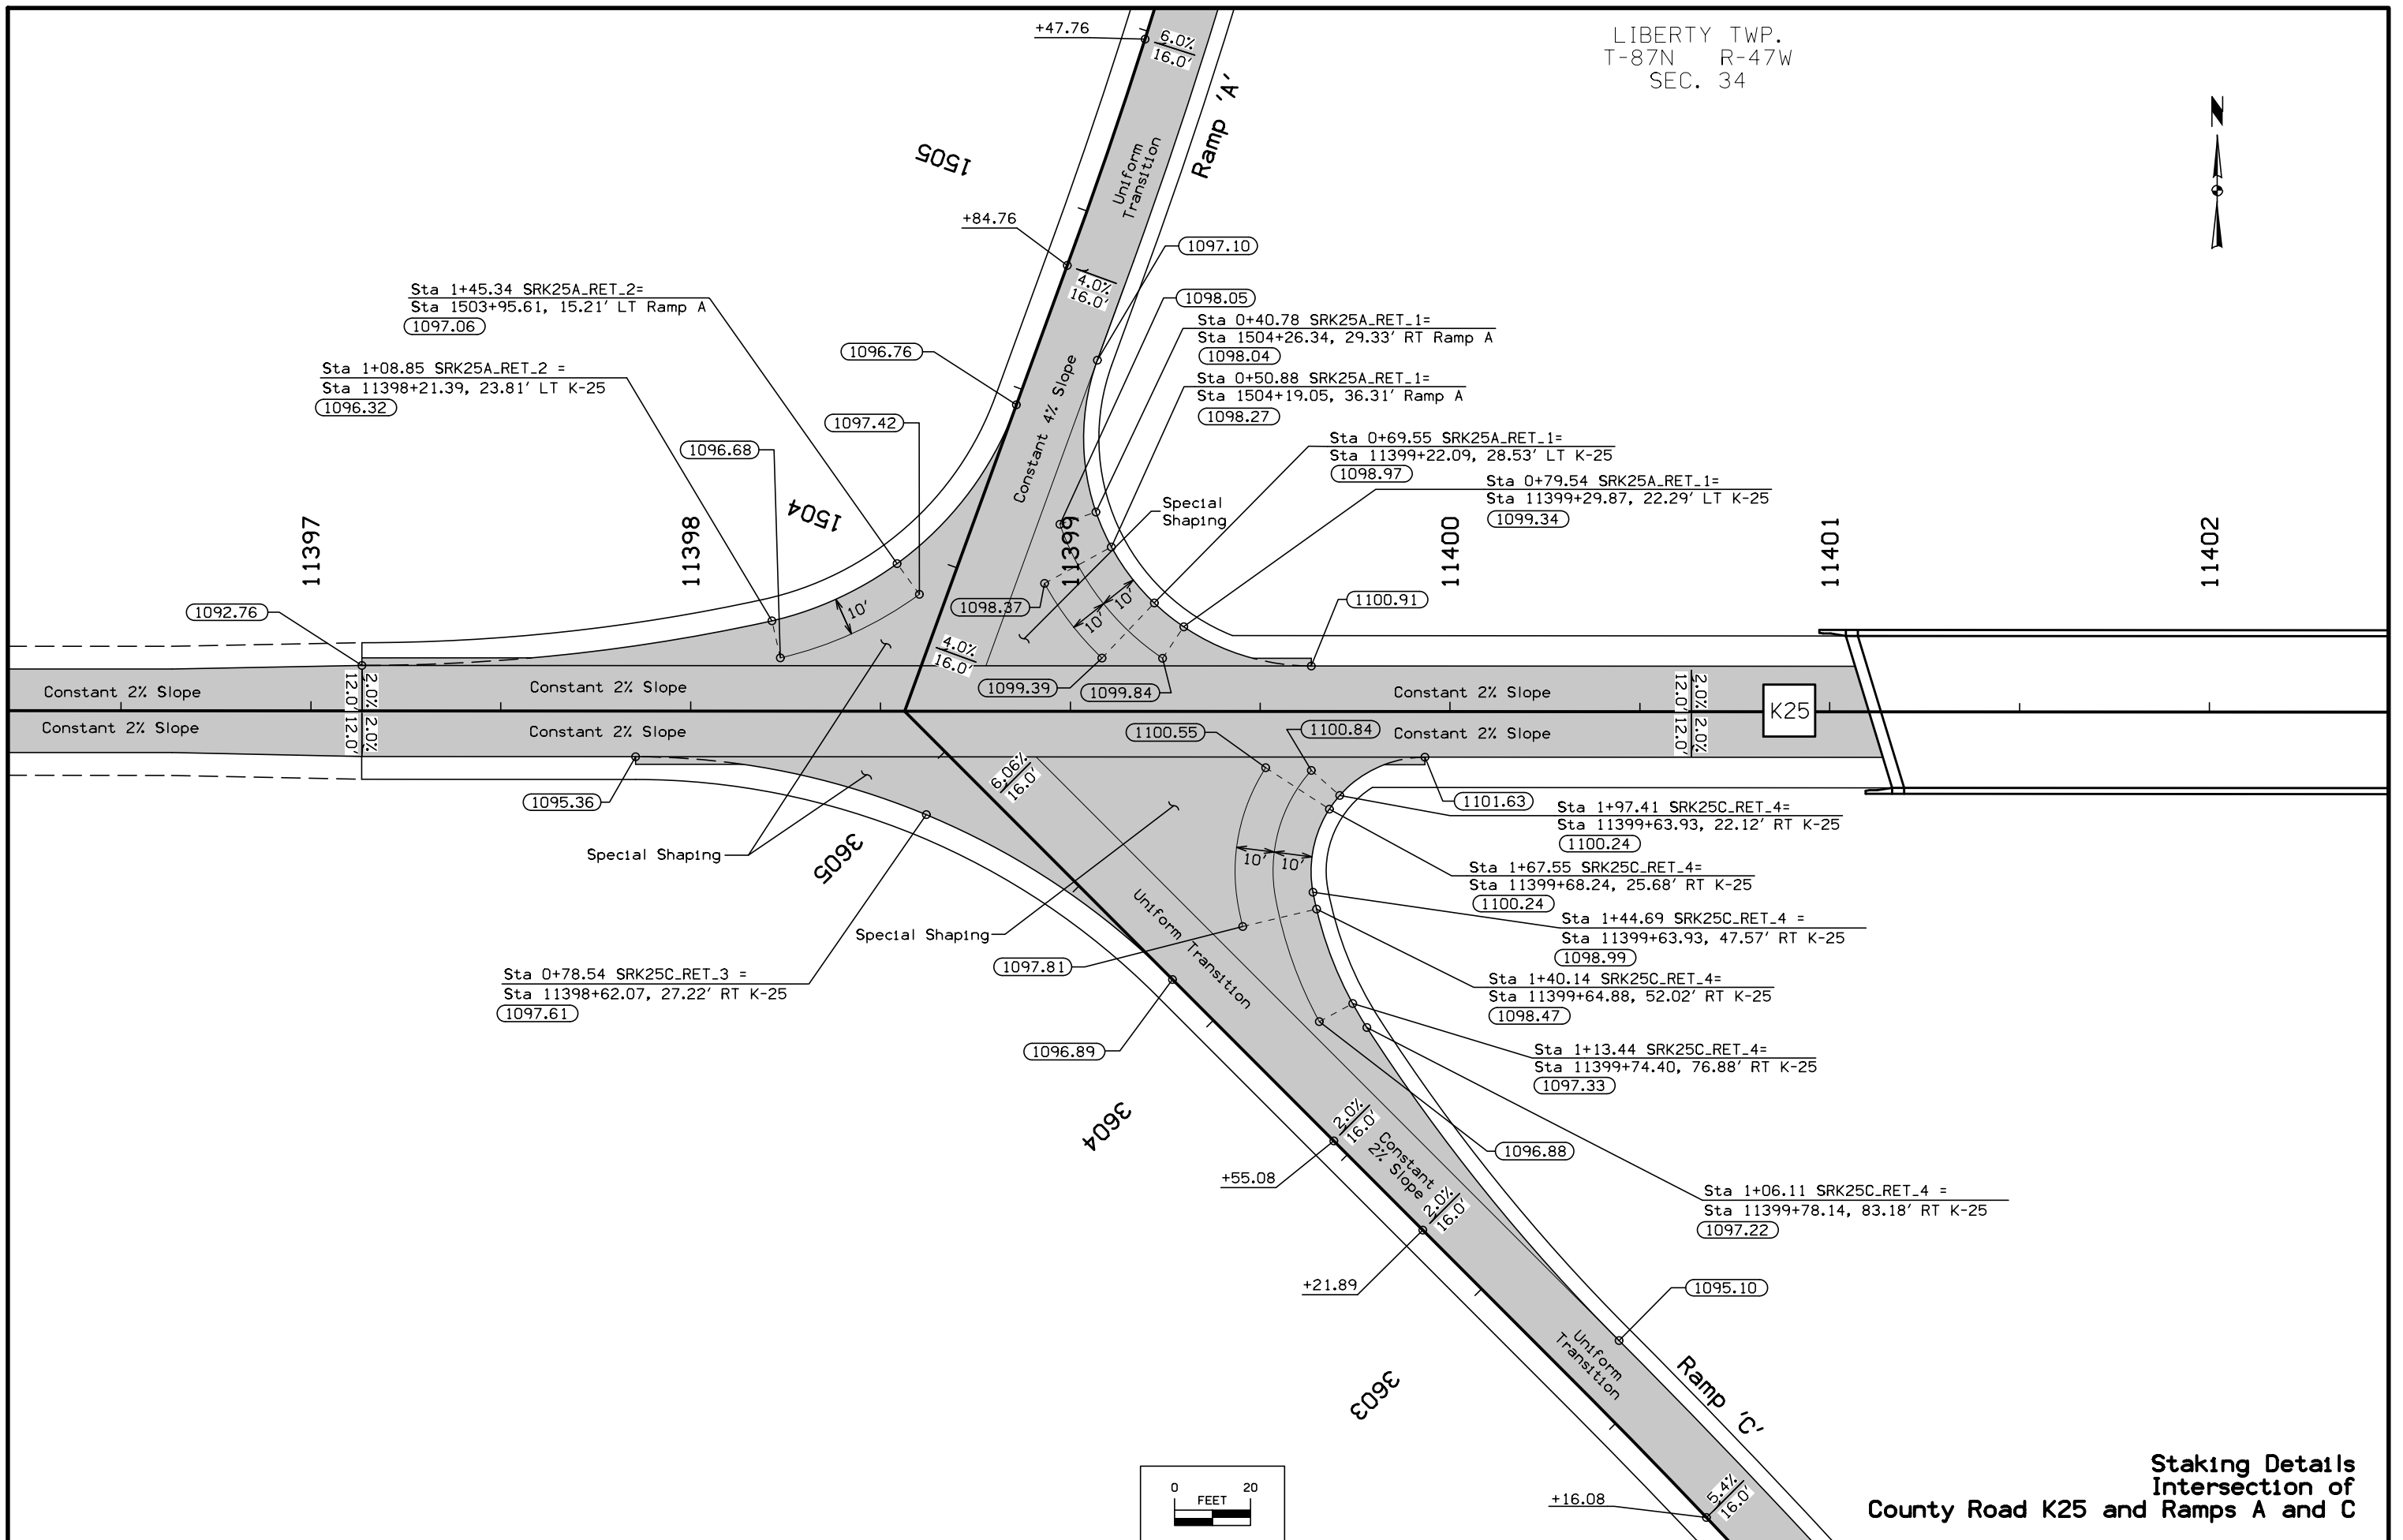 LIBERTY TWP.
T-87N R-47W
SEC. 34
N
+47.76
6.0%
16.0'
Ramp 'A'
Uniform
Transition
1505
+84.76
4.0%
16.0'
1097.10
1098.05
Sta 1+45.34 SRK25A_RET_2=
Sta 1503+95.61, 15.21' LT Ramp A
1097.06
Sta 0+40.78 SRK25A_RET_1=
Sta 1504+26.34, 29.33' RT Ramp A
1098.04
1096.76
Sta 1+08.85 SRK25A_RET_2 =
Sta 11398+21.39, 23.81' LT K-25
1096.32
Sta 0+50.88 SRK25A_RET_1=
Sta 1504+19.05, 36.31' Ramp A
1098.27
Constant 4% Slope
1097.42
1096.68
Sta 0+69.55 SRK25A_RET_1=
Sta 11399+22.09, 28.53' LT K-25
1098.97
Sta 0+79.54 SRK25A_RET_1=
Sta 11399+29.87, 22.29' LT K-25
1099.34
1504
Special
Shaping
11397
11398
11399
11400
11401
11402
1092.76
10'
1098.37
10'
10'
1100.91
4.0%
16.0'
1099.39
1099.84
Constant 2% Slope
12.0'
2.0%
Constant 2% Slope
Constant 2% Slope
12.0'
2.0%
K25
Constant 2% Slope
12.0'
2.0%
Constant 2% Slope
1100.55
1100.84
Constant 2% Slope
12.0'
2.0%
6.06%
16.0'
1095.36
1101.63
Sta 1+97.41 SRK25C_RET_4=
Sta 11399+63.93, 22.12' RT K-25
1100.24
3605
Special Shaping
10'
10'
Sta 1+67.55 SRK25C_RET_4=
Sta 11399+68.24, 25.68' RT K-25
1100.24
Uniform Transition
Special Shaping
Sta 1+44.69 SRK25C_RET_4 =
Sta 11399+63.93, 47.57' RT K-25
1098.99
1097.81
Sta 0+78.54 SRK25C_RET_3 =
Sta 11398+62.07, 27.22' RT K-25
1097.61
Sta 1+40.14 SRK25C_RET_4=
Sta 11399+64.88, 52.02' RT K-25
1098.47
1096.89
Sta 1+13.44 SRK25C_RET_4=
Sta 11399+74.40, 76.88' RT K-25
1097.33
3604
2.0%
16.0'
Constant
2% Slope
1096.88
+55.08
2.0%
16.0'
Sta 1+06.11 SRK25C_RET_4 =
Sta 11399+78.14, 83.18' RT K-25
1097.22
+21.89
1095.10
Uniform
Transition
3603
Ramp 'C'
+16.08
5.4%
16.0'
0 20
FEET
Staking Details
Intersection of
County Road K25 and Ramps A and C